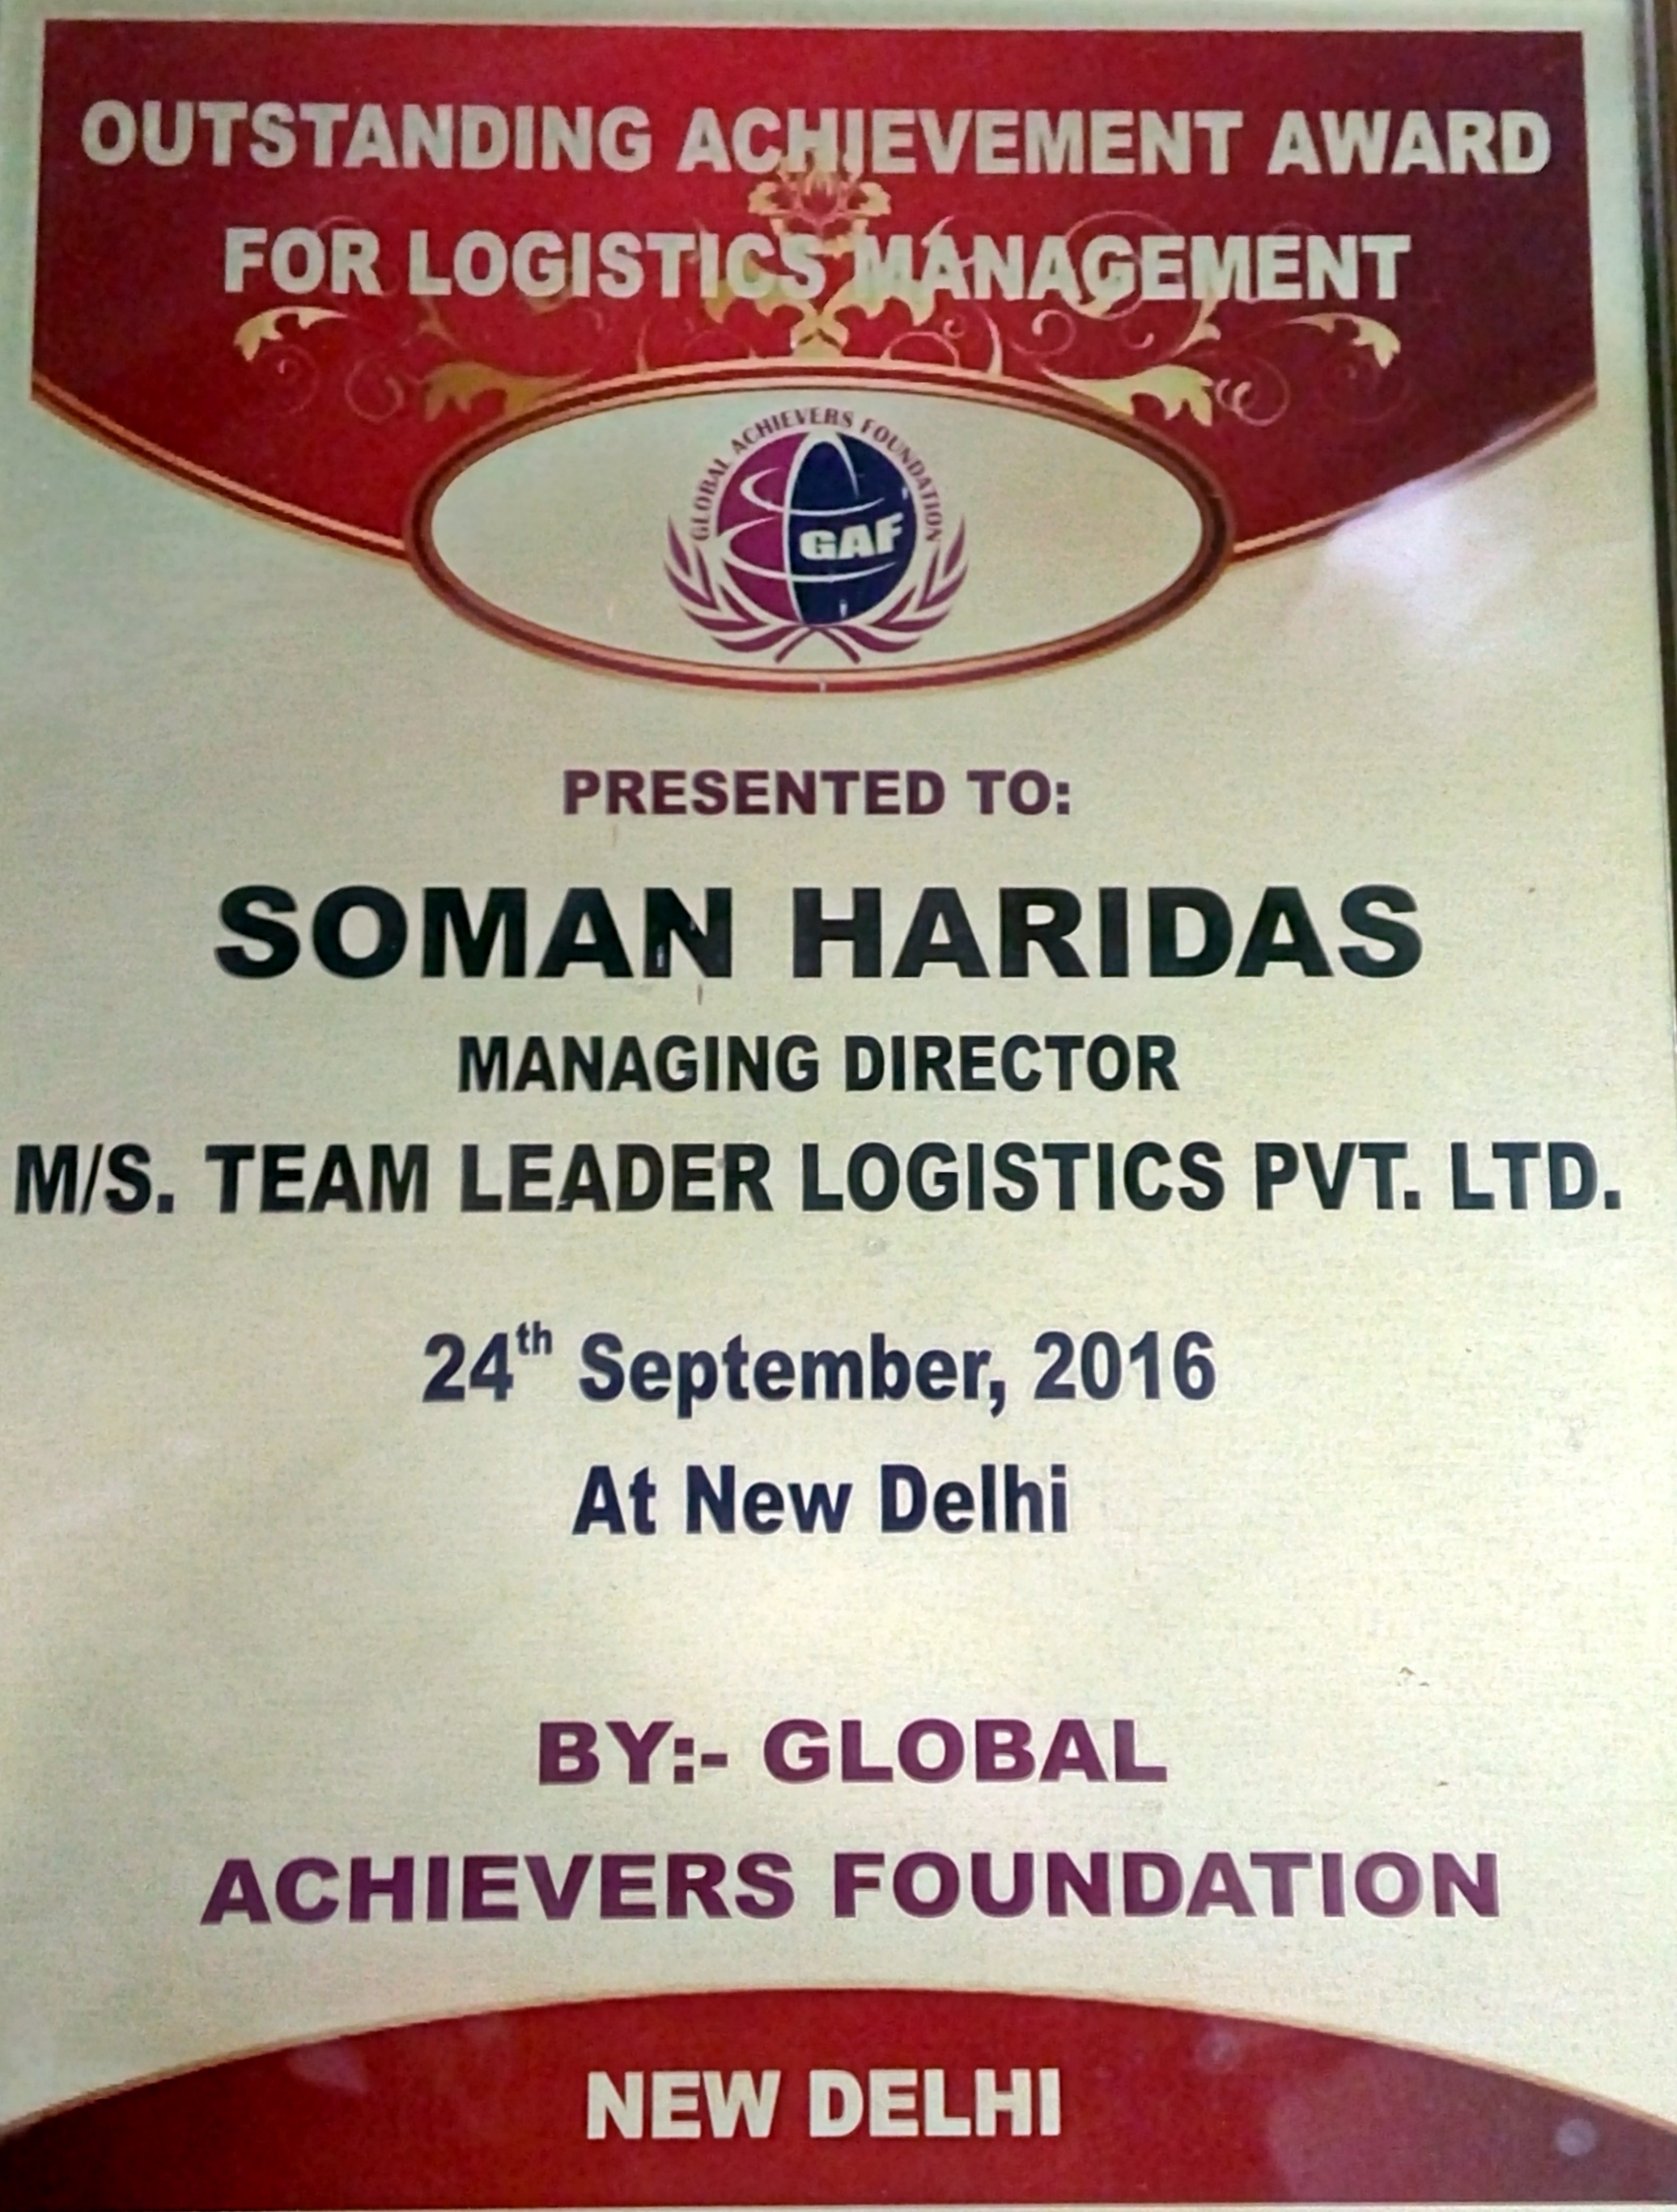 OUTSTANDING ACHIEVEMENT AWARD
FOR LOGISTICS MANAGEMENT
GLOBAL ACHIEVERS FOUNDATION
GAF
PRESENTED TO:
SOMAN HARIDAS
MANAGING DIRECTOR
M/S. TEAM LEADER LOGISTICS PVT. LTD.
24th September, 2016
At New Delhi
BY:- GLOBAL
ACHIEVERS FOUNDATION
NEW DELHI